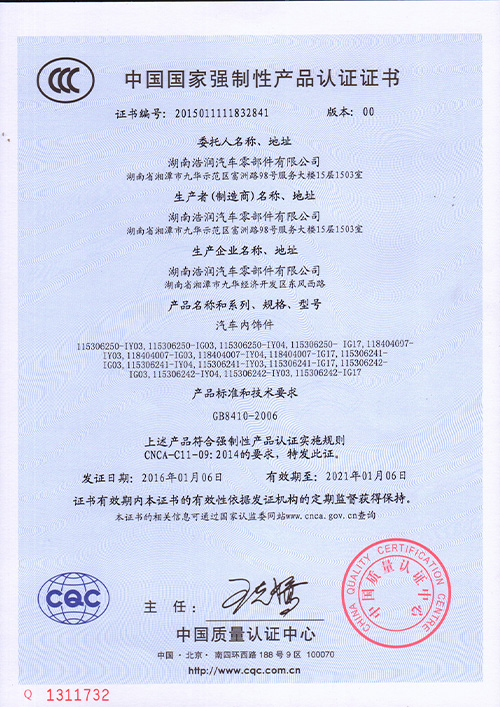 中国国家强制性产品认证证书
证书编号：2015011111832841 版本：00
委托人名称、地址
湖南浩润汽车零部件有限公司
湖南省湘潭市九华示范区富洲路98号服务大楼15层1503室
生产者(制造商)名称、地址
湖南浩润汽车零部件有限公司
湖南省湘潭市九华示范区富洲路98号服务大楼15层1503室
生产企业名称、地址
湖南浩润汽车零部件有限公司
湖南省湘潭市九华经济开发区东风西路
产品名称和系列、规格、型号
汽车内饰件
115306250-IY03,115306250-IG03,115306250-IY04,115306250- IG17,118404007-
IY03,118404007-IG03,118404007-IY04,118404007-IG17,115306241-
IG03,115306241-IY04,115306241-IY03,115306241-IG17,115306242-
IG03,115306242-IY04,115306242-IY03,115306242-IG17
产品标准和技术要求
GB8410-2006
上述产品符合强制性产品认证实施规则
CNCA-C11-09:2014的要求，特发此证。
发证日期：2016年01月06日 有效期至：2021年01月06日
证书有效期内本证书的有效性依据发证机构的定期监督获得保持。
本证书的相关信息可通过国家认监委网站www.cnca.gov.cn查询
CHINA QUALITY CERTIFICATION CENTRE
中国质量认证中心
CQC
主任：
中国质量认证中心
中国·北京·南四环西路188号9区 100070
http://www.cqc.com.cn
Q 1311732